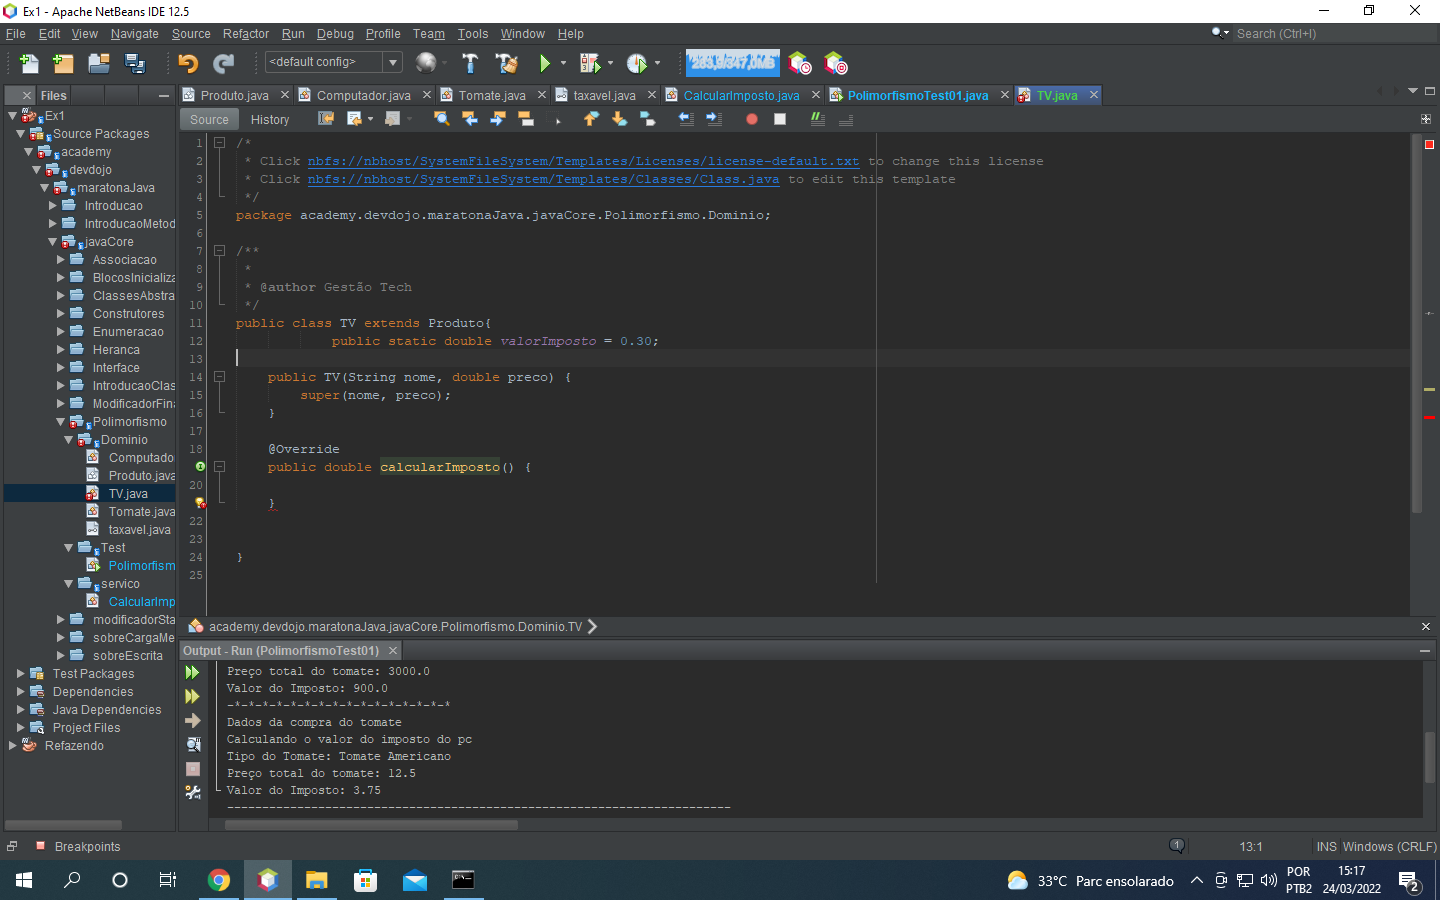 Ex1 - Apache NetBeans IDE 12.5
File Edit View Navigate Source Refactor Run Debug Profile Team Tools Window Help
Search (Ctrl+I)
<default config>
Files
Produto.java Computador.java Tomate.java taxavel.java CalcularImposto.java PolimorfismoTest01.java TV.java
Source History
Ex1
Source Packages
academy
devdojo
maratonaJava
Introducao
IntroducaoMetod
javaCore
Associacao
BlocosInicializa
ClassesAbstra
Construtores
Enumeracao
Heranca
Interface
IntroducaoClas
ModificadorFin
Polimorfismo
Dominio
Computado
Produto.java
TV.java
Tomate.java
taxavel.java
Test
Polimorfism
servico
CalcularImp
modificadorSta
sobreCargaMe
sobreEscrita
Test Packages
Dependencies
Java Dependencies
Project Files
Refazendo
1 /*
2 * Click nbfs://nbhost/SystemFileSystem/Templates/Licenses/license-default.txt to change this license
3 * Click nbfs://nbhost/SystemFileSystem/Templates/Classes/Class.java to edit this template
4 */
5 package academy.devdojo.maratonaJava.javaCore.Polimorfismo.Dominio;
6
7 /**
8 *
9 * @author Gestão Tech
10 */
11 public class TV extends Produto{
12 public static double valorImposto = 0.30;
13
14 public TV(String nome, double preco) {
15 super(nome, preco);
16 }
17
18 @Override
public double calcularImposto() {
20
}
22
23
24 }
25
academy.devdojo.maratonaJava.javaCore.Polimorfismo.Dominio.TV
Output - Run (PolimorfismoTest01)
Preço total do tomate: 3000.0
Valor do Imposto: 900.0
-*-*-*-*-*-*-*-*-*-*-*-*-*-*-*-*
Dados da compra do tomate
Calculando o valor do imposto do pc
Tipo do Tomate: Tomate Americano
Preço total do tomate: 12.5
Valor do Imposto: 3.75
------------------------------------------------------------------------
Breakpoints
1
13:1 INS Windows (CRLF)
33°C Parc ensolarado
POR
PTB2
15:17
24/03/2022
2